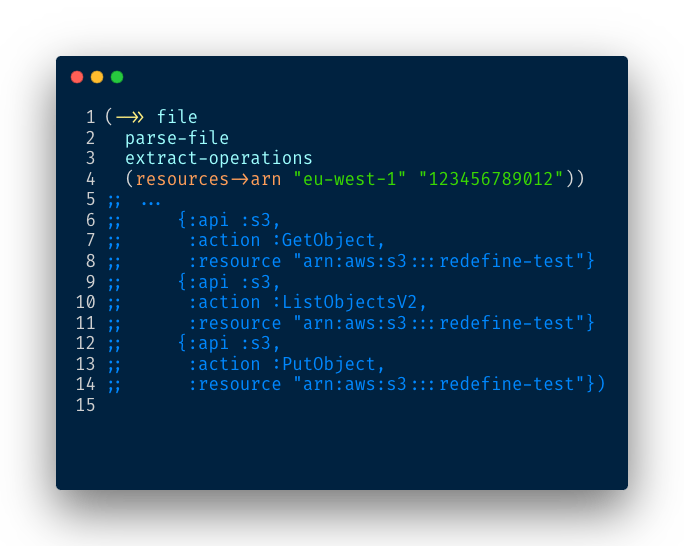 1 (->> file
2   parse-file
3   extract-operations
4   (resources->arn "eu-west-1" "123456789012"))
5 ;;  ...
6 ;;     {:api :s3,
7 ;;      :action :GetObject,
8 ;;      :resource "arn:aws:s3:::redefine-test"}
9 ;;     {:api :s3,
10 ;;      :action :ListObjectsV2,
11 ;;      :resource "arn:aws:s3:::redefine-test"}
12 ;;     {:api :s3,
13 ;;      :action :PutObject,
14 ;;      :resource "arn:aws:s3:::redefine-test"})
15